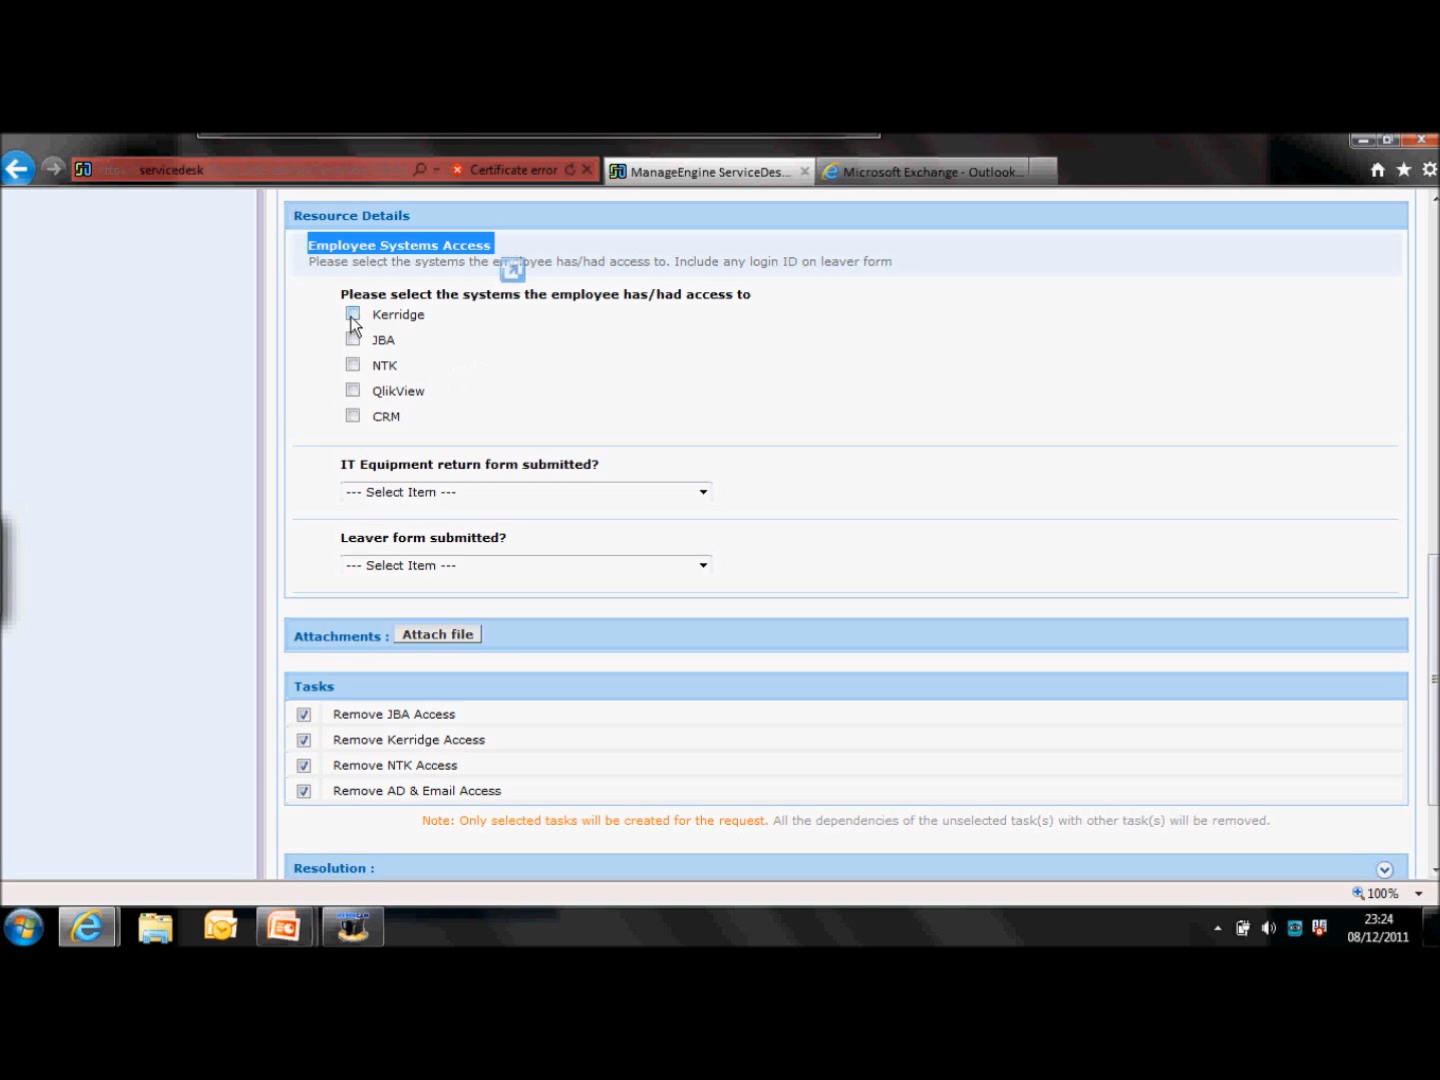 servicedesk
Certificate error
ManageEngine ServiceDes...
Microsoft Exchange - Outlook...
Resource Details
Employee Systems Access
Please select the systems the employee has/had access to. Include any login ID on leaver form
Please select the systems the employee has/had access to
Kerridge
JBA
NTK
QlikView
CRM
IT Equipment return form submitted?
--- Select Item ---
Leaver form submitted?
--- Select Item ---
Attachments :
Attach file
Tasks
Remove JBA Access
Remove Kerridge Access
Remove NTK Access
Remove AD & Email Access
Note: Only selected tasks will be created for the request. All the dependencies of the unselected task(s) with other task(s) will be removed.
Resolution :
100%
23:24
08/12/2011